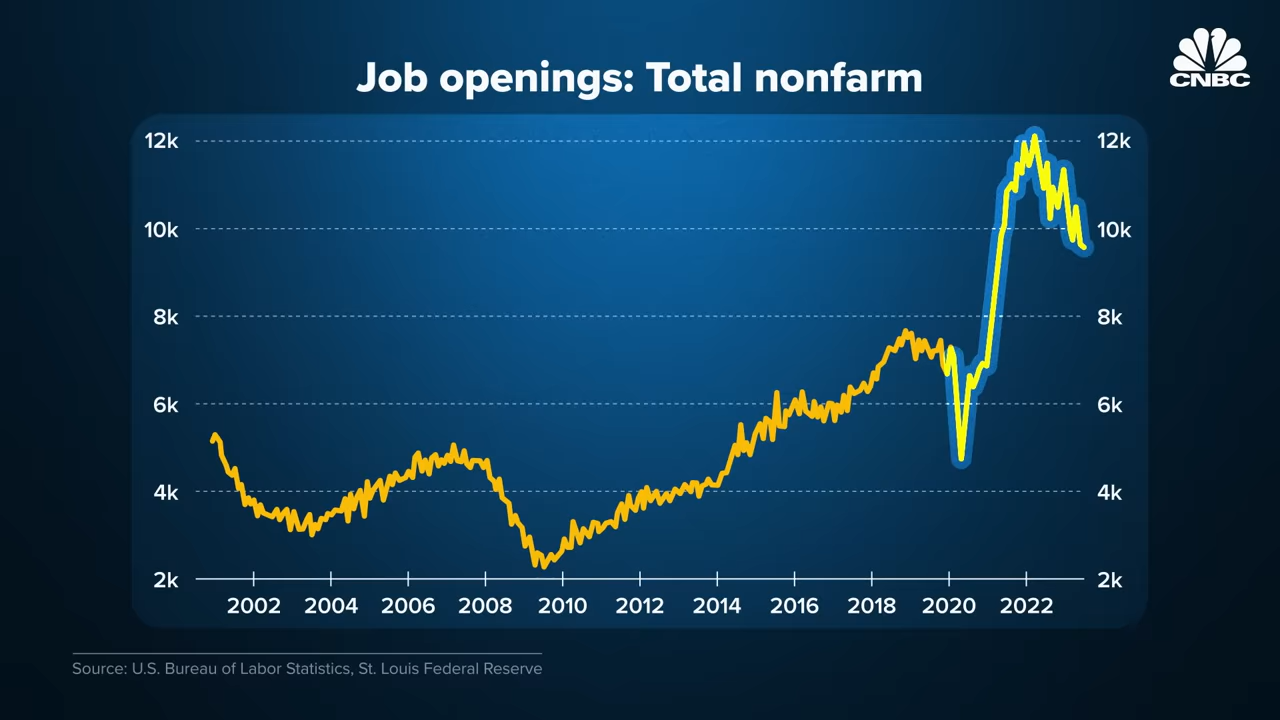 CNBC
Job openings: Total nonfarm
12k 12k
10k 10k
8k 8k
6k 6k
4k 4k
2k 2k
2002 2004 2006 2008 2010 2012 2014 2016 2018 2020 2022
Source: U.S. Bureau of Labor Statistics, St. Louis Federal Reserve